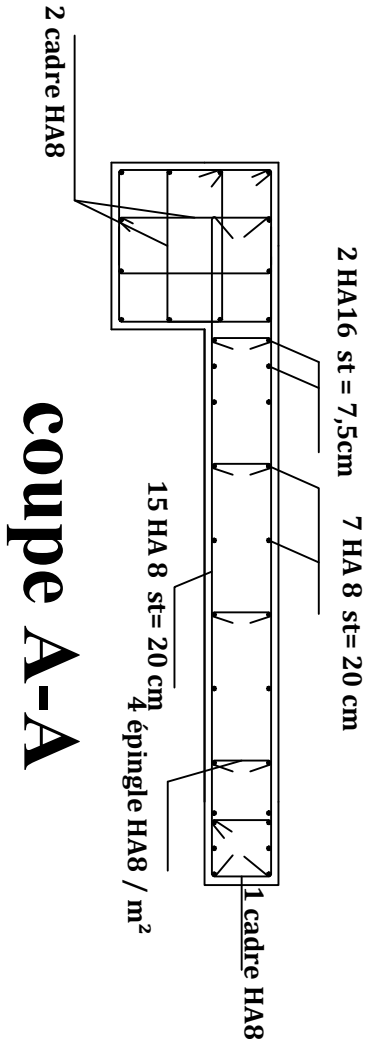 2 cadre HA8
2 HA16 st = 7,5cm
7 HA 8 st= 20 cm
15 HA 8 st= 20 cm
4 épingle HA8 / m²
1 cadre HA8
coupe A-A